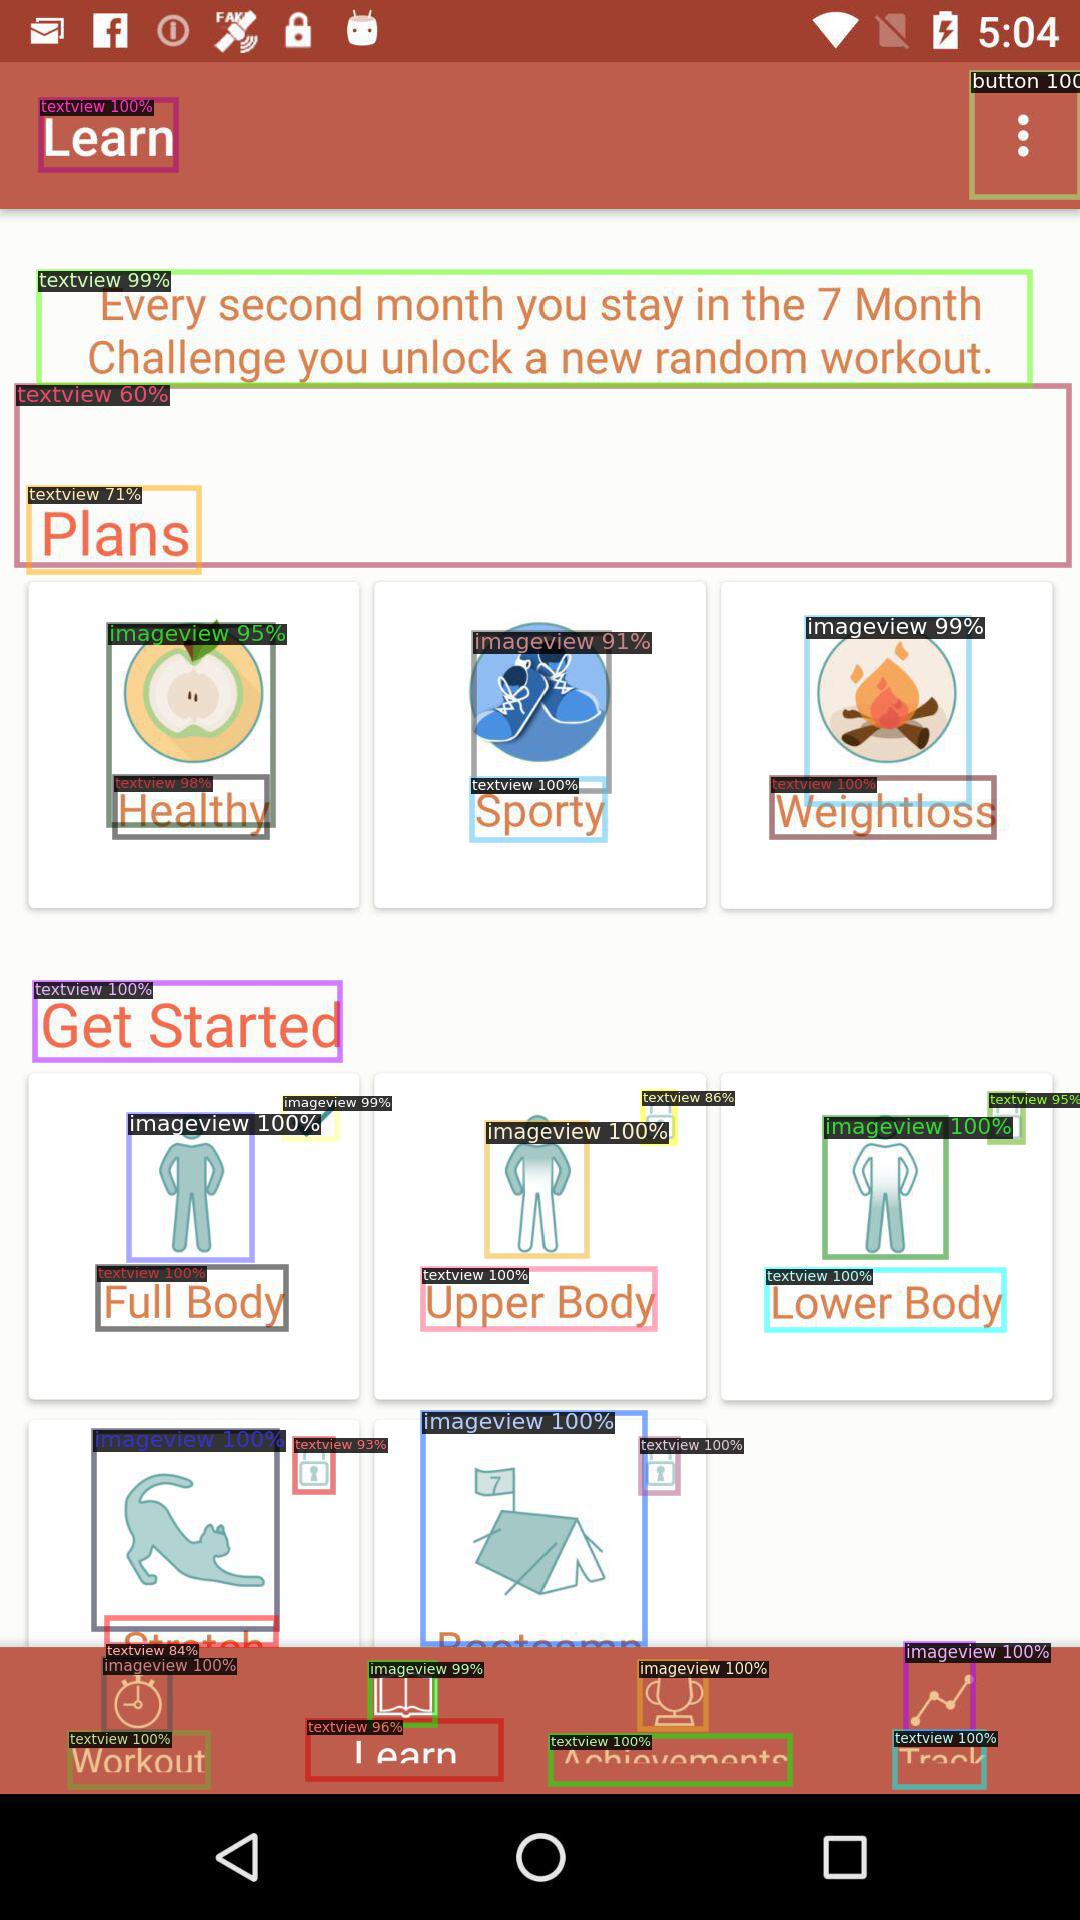 FAKE
5:04
button 100
textview 100%
Learn
textview 99%
Every second month you stay in the 7 Month
Challenge you unlock a new random workout.
textview 60%
textview 71%
Plans
imageview 95%
imageview 91%
imageview 99%
textview 98%
textview 100%
textview 100%
Healthy
Sporty
Weightloss
textview 100%
Get Started
imageview 99%
textview 86%
textview 95%
imageview 100%
imageview 100%
imageview 100%
textview 100%
textview 100%
textview 100%
Full Body
Upper Body
Lower Body
imageview 100%
textview 93%
imageview 100%
textview 100%
7
Stretch
Bootcamp
textview 84%
imageview 100%
imageview 99%
imageview 100%
imageview 100%
textview 100%
textview 96%
textview 100%
textview 100%
Workout
Learn
Achievements
Track